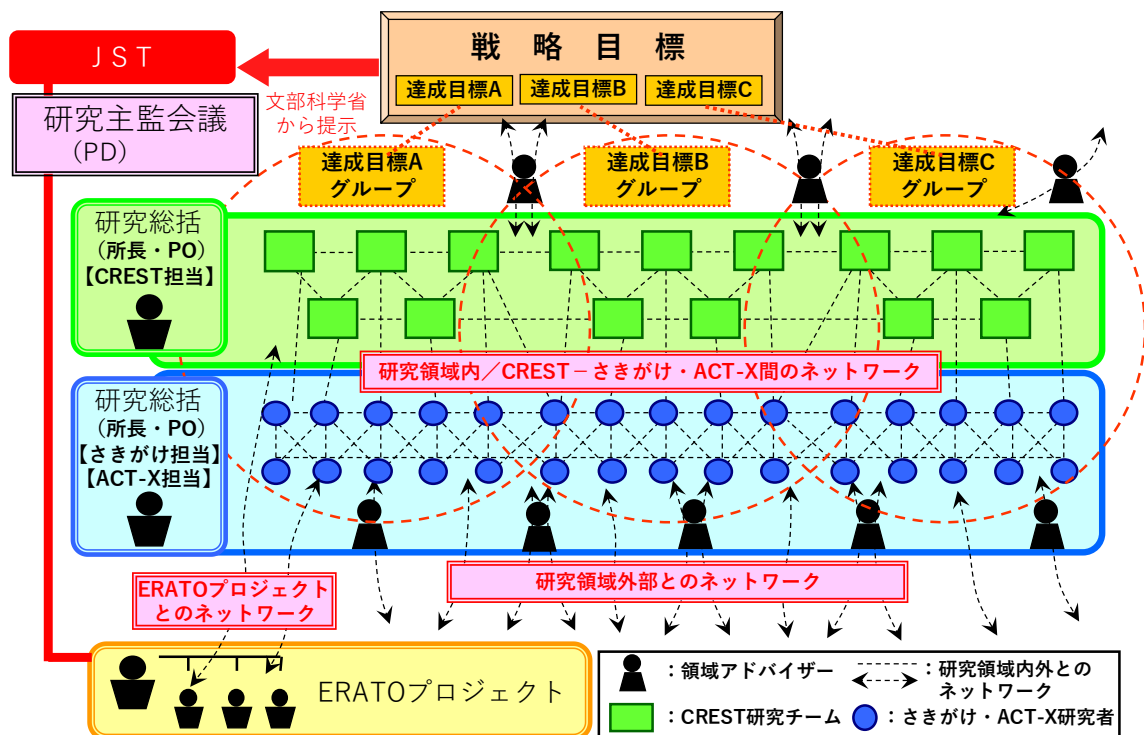 戦略目標
JST
達成目標A
達成目標B
達成目標C
文部科学省
から提示
研究主監会議
（PD）
達成目標A
グループ
達成目標B
グループ
達成目標C
グループ
研究総括
（所長・PO）
【CREST担当】
研究領域内／CREST－さきがけ・ACT-X間のネットワーク
研究総括
（所長・PO）
【さきがけ担当】
【ACT-X担当】
ERATOプロジェクト
とのネットワーク
研究領域外部とのネットワーク
ERATOプロジェクト
：領域アドバイザー
：研究領域内外との
ネットワーク
：CREST研究チーム
：さきがけ・ACT-X研究者